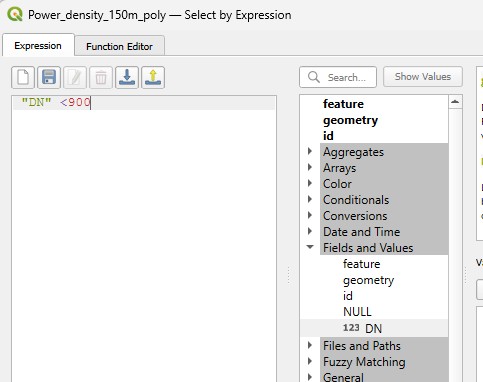 Power_density_150m_poly — Select by Expression
Expression
Function Editor
Search...
Show Values
"DN" <900
feature
geometry
id
Aggregates
Arrays
Color
Conditionals
Conversions
Date and Time
Fields and Values
feature
geometry
id
NULL
123 DN
Files and Paths
Fuzzy Matching
General